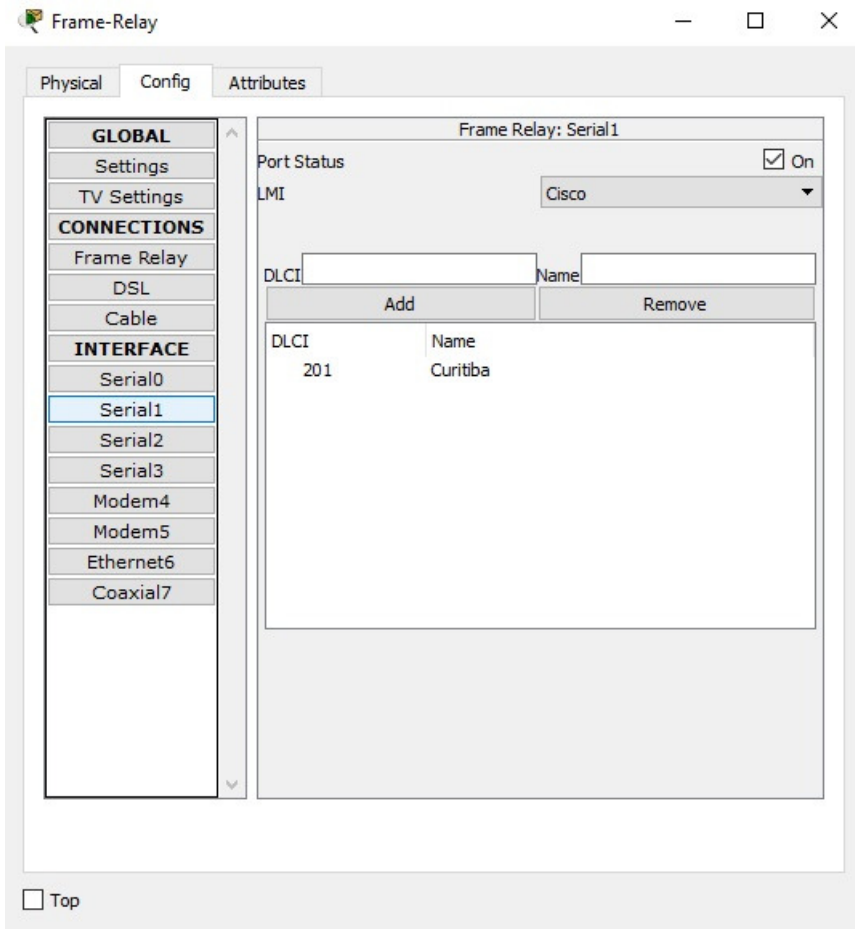 Frame-Relay
Physical Config Attributes
GLOBAL
Settings
TV Settings
CONNECTIONS
Frame Relay
DSL
Cable
INTERFACE
Serial0
Serial1
Serial2
Serial3
Modem4
Modem5
Ethernet6
Coaxial7
Frame Relay: Serial1
Port Status On
LMI Cisco
DLCI Name
Add Remove
DLCI Name
201 Curitiba
Top